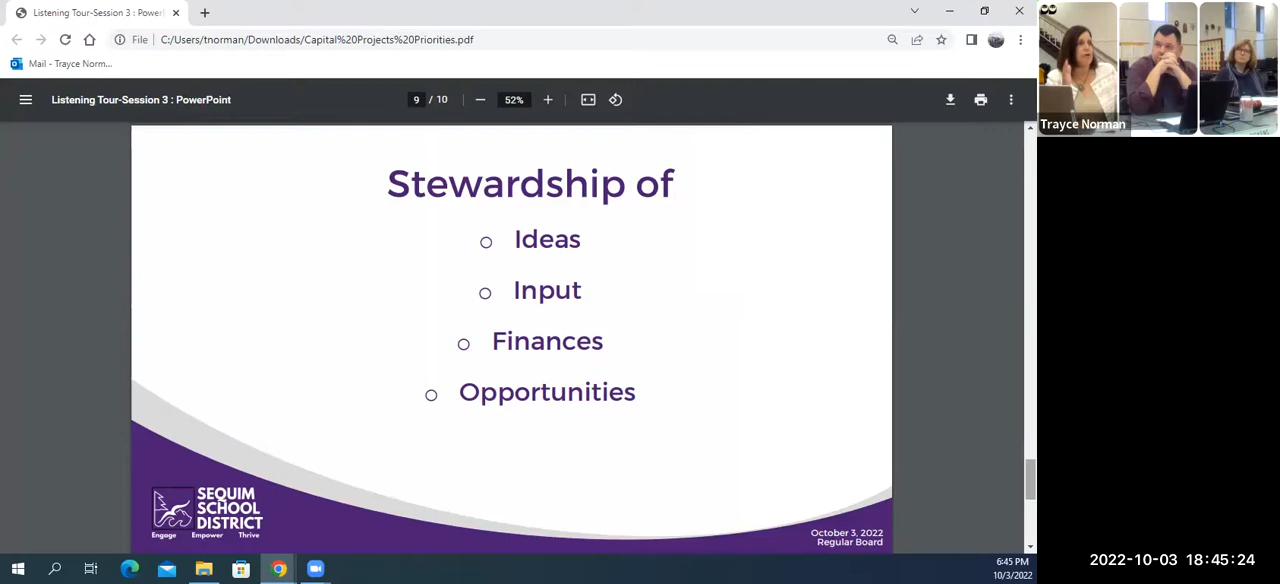 Listening Tour-Session 3 : Power
File
C:/Users/tnorman/Downloads/Capital%20Projects%20Priorities.pdf
Mail - Trayce Norm...
Listening Tour-Session 3 : PowerPoint
9 / 10
52%
Trayce Norman
Stewardship of
Ideas
Input
Finances
Opportunities
SEQUIM
SCHOOL
DISTRICT
Engage Empower Thrive
October 3, 2022
Regular Board
6:45 PM
10/3/2022
2022-10-03 18:45:24